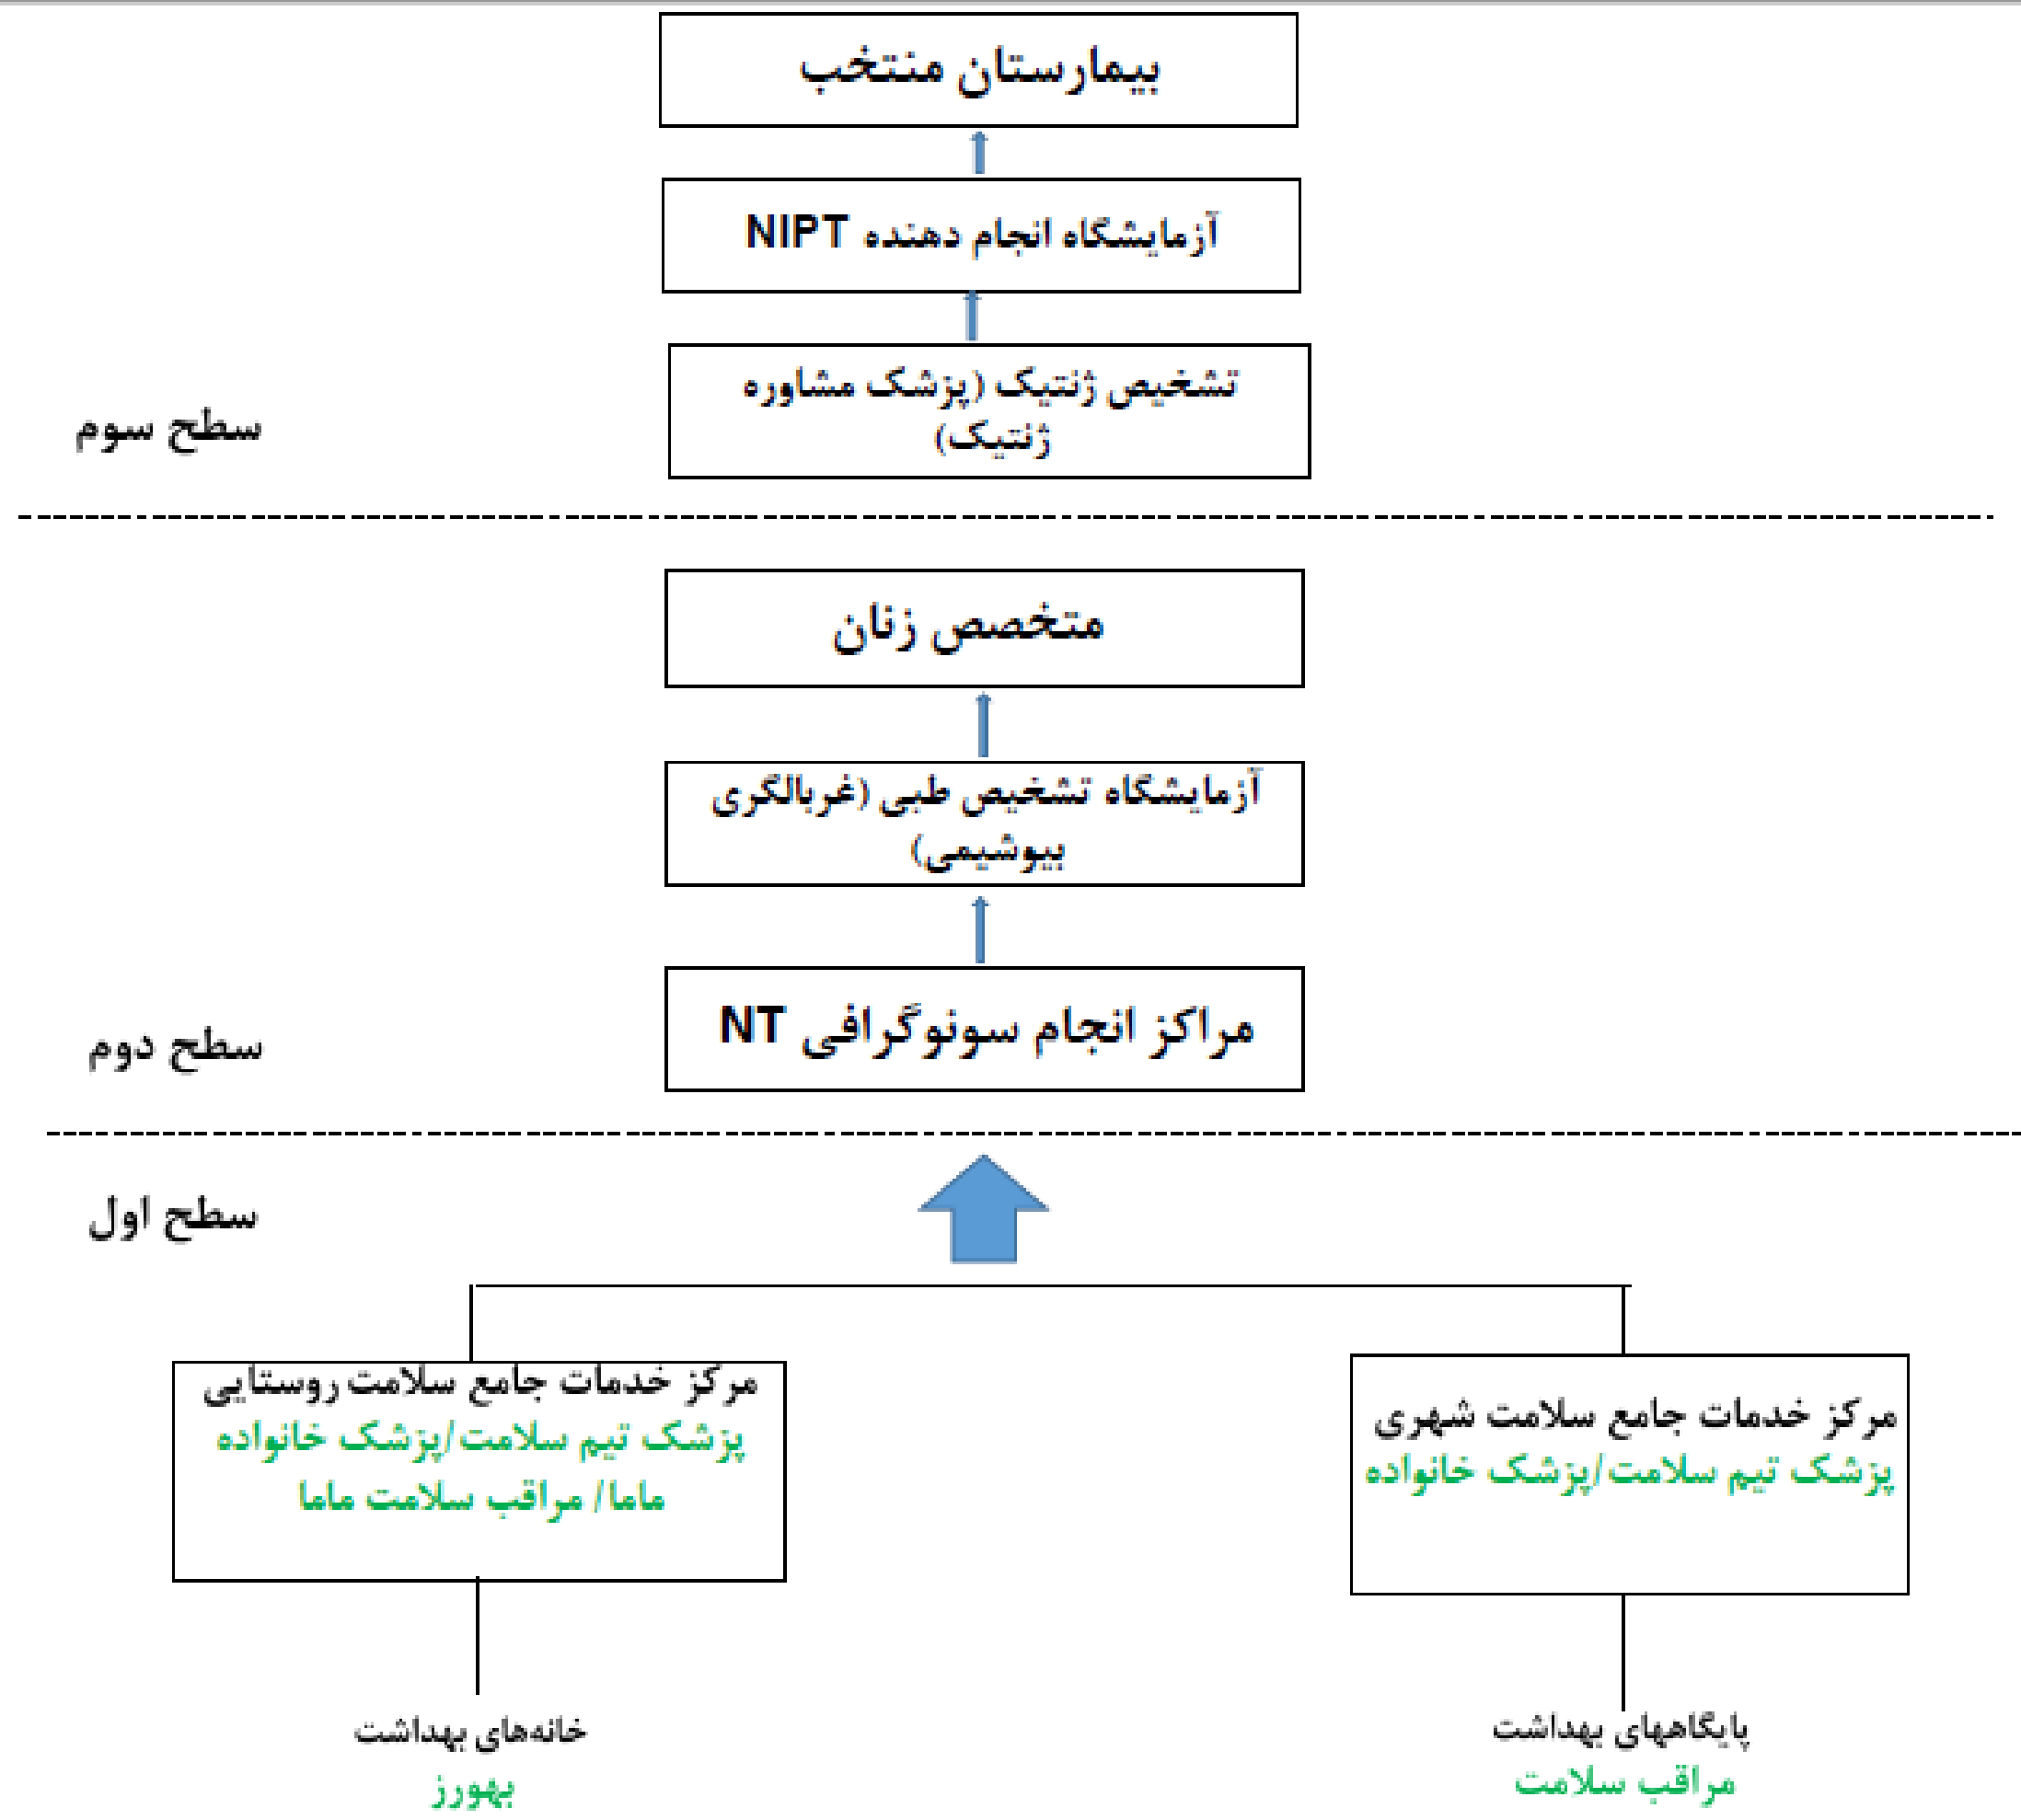 بیمارستان منتخب
آزمایشگاه انجام دهنده NIPT
تشخیص ژنتیک (پزشک مشاوره
ژنتیک)
سطح سوم
متخصص زنان
آزمایشگاه تشخیص طبی (غربالگری
بیوشیمی)
مراکز انجام سونوگرافی NT
سطح دوم
سطح اول
مرکز خدمات جامع سلامت شهری
پزشک تیم سلامت/پزشک خانواده
مرکز خدمات جامع سلامت روستایی
پزشک تیم سلامت/پزشک خانواده
ماما/ مراقب سلامت ماما
پایگاههای بهداشت
مراقب سلامت
خانه‌های بهداشت
بهورز